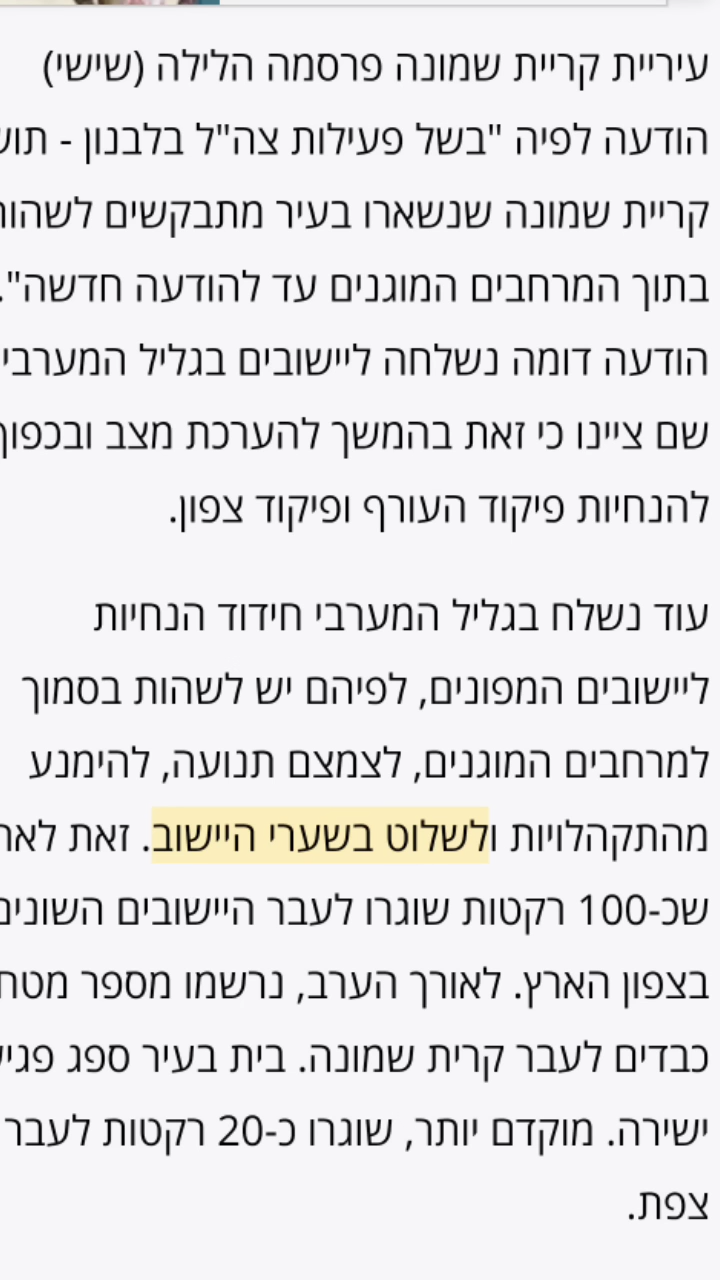 עיריית קריית שמונה פרסמה הלילה (שישי)
הודעה לפיה "בשל פעילות צה"ל בלבנון -
קריית שמונה שנשארו בעיר מתבקשים
בתוך המרחבים המוגנים עד להודעה חדשה".
הודעה דומה נשלחה ליישובים בגליל המערבי
שם ציינו כי זאת בהמשך להערכת מצב ובכפוף
להנחיות פיקוד העורף ופיקוד צפון.
עוד נשלח בגליל המערבי חידוד הנחיות
ליישובים המפונים, לפיהם יש לשהות בסמוך
למרחבים המוגנים, לצמצם תנועה, להימנע
מהתקהלויות ולשלוט בשערי היישוב. זאת
שכ-100 רקטות שוגרו לעבר היישובים
בצפון הארץ. לאורך הערב, נרשמו מספר
כבדים לעבר קרית שמונה. בית בעיר ספג
ישירה. מוקדם יותר, שוגרו כ-20 רקטות לעבר
צפת.